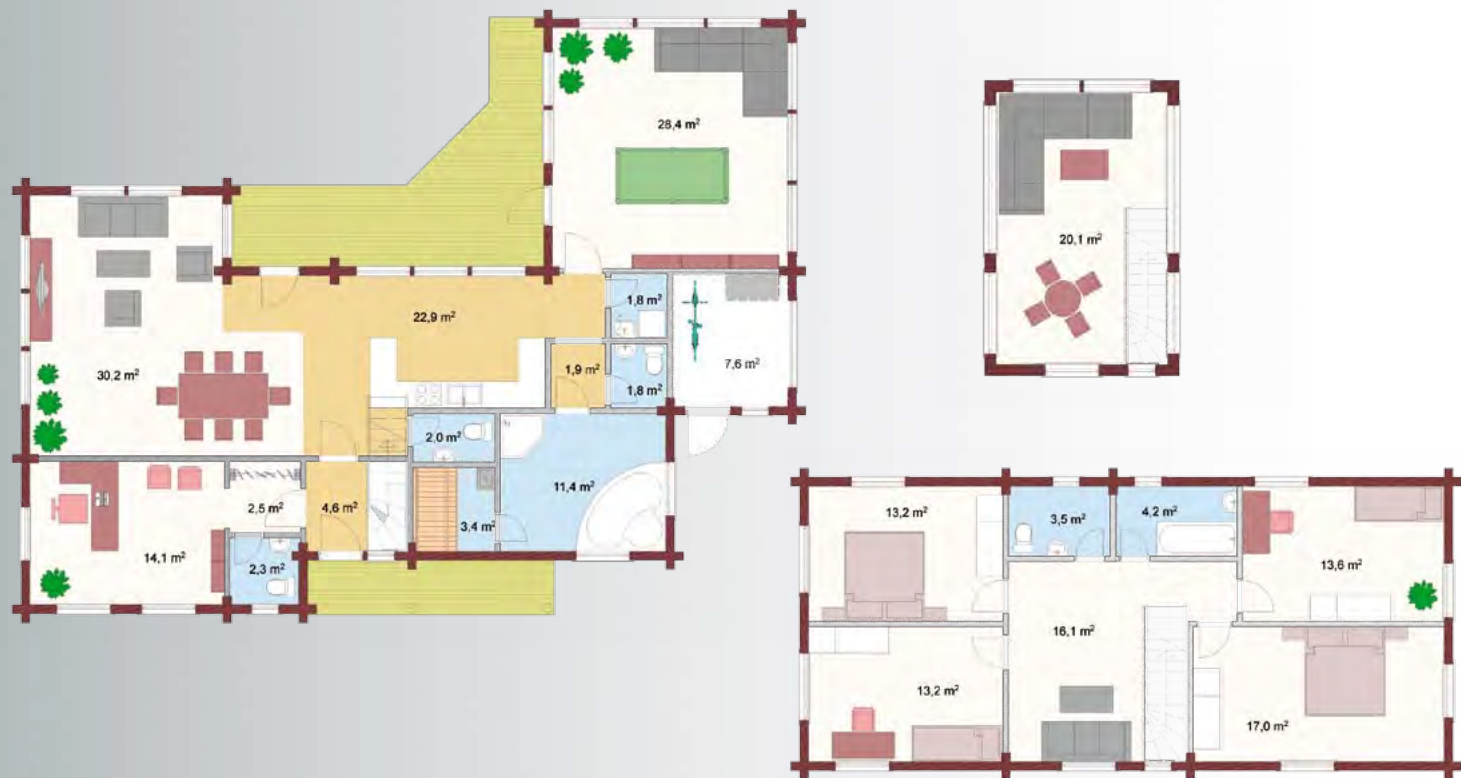 28,4 m²
20,1 m²
1,8 m²
22,9 m²
7,6 m²
1,9 m²
30,2 m²
1,8 m²
2,0 m²
11,4 m²
2,5 m²
4,6 m²
3,4 m²
14,1 m²
2,3 m²
13,2 m²
3,5 m²
4,2 m²
13,6 m²
16,1 m²
13,2 m²
17,0 m²